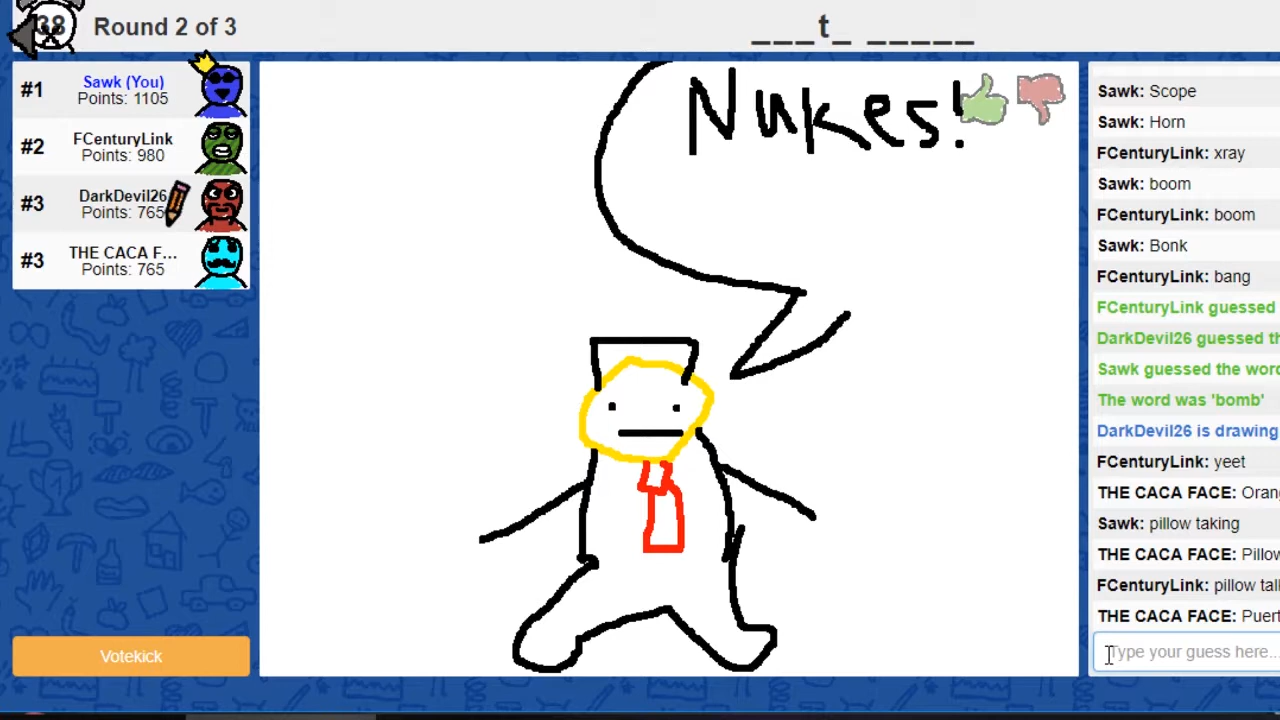 38 Round 2 of 3
___t_ _____
#1 Sawk (You)
Points: 1105
#2 FCenturyLink
Points: 980
#3 DarkDevil26
Points: 765
#3 THE CACA F...
Points: 765
Votekick
Nukes!
Sawk: Scope
Sawk: Horn
FCenturyLink: xray
Sawk: boom
FCenturyLink: boom
Sawk: Bonk
FCenturyLink: bang
FCenturyLink guessed
DarkDevil26 guessed th
Sawk guessed the word
The word was 'bomb'
DarkDevil26 is drawing
FCenturyLink: yeet
THE CACA FACE: Orang
Sawk: pillow taking
THE CACA FACE: Pillow
FCenturyLink: pillow tal
THE CACA FACE: Puert
Type your guess here...